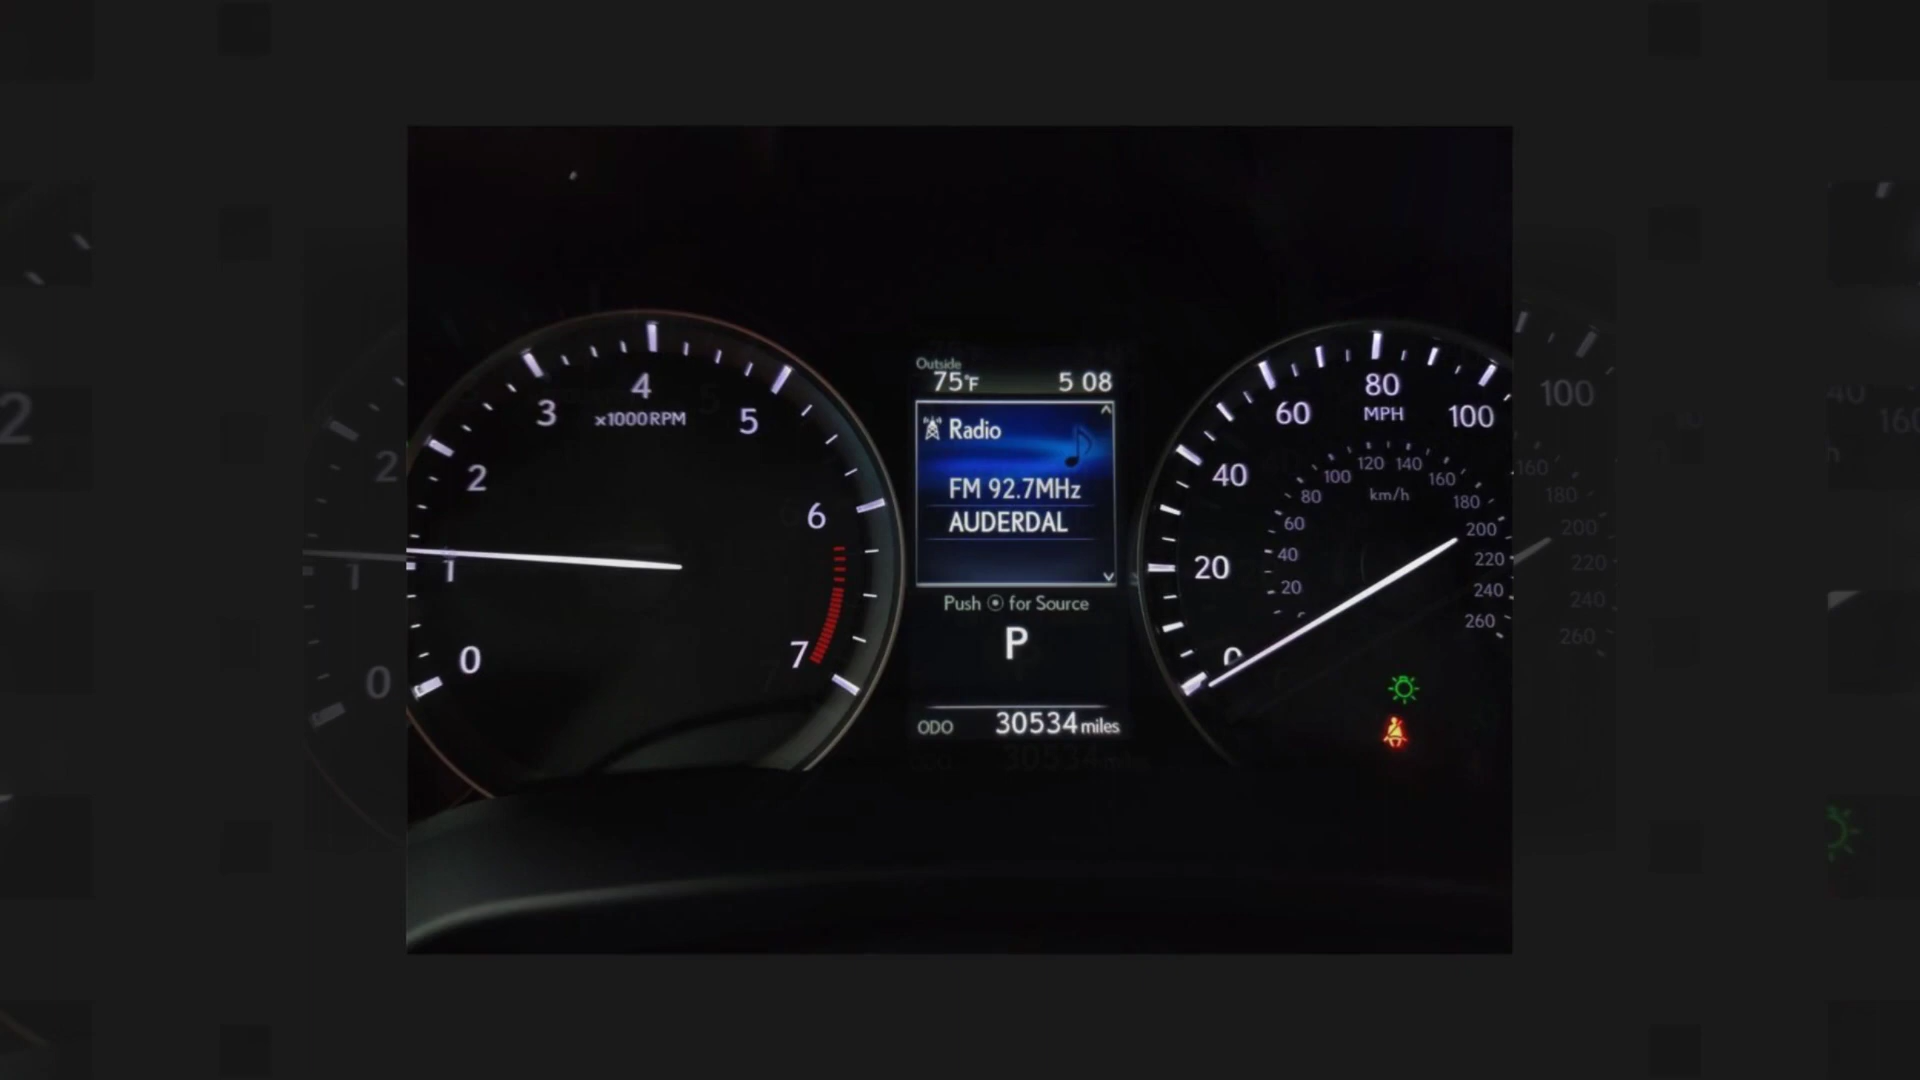 Outside
75°F 5 08
Radio
FM 92.7MHz
AUDERDAL
Push ⦿ for Source
P
ODO 30534 miles
0
1
2
3
4
5
6
7
x1000RPM
0
20
40
60
80
100
MPH
20
40
60
80
100
120
140
160
180
200
220
240
260
km/h